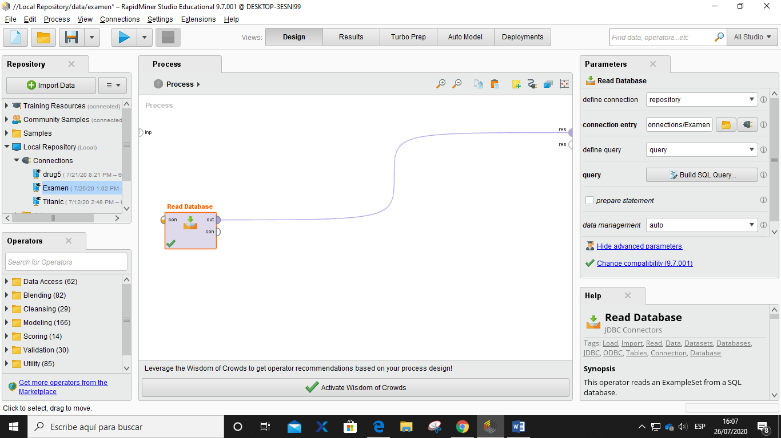 //Local Repository/data/examen* – RapidMiner Studio Educational 9.7.001 @ DESKTOP-3ESNI99
File Edit Process View Connections Settings Extensions Help
Views: Design Results Turbo Prep Auto Model Deployments Find data, operators...etc All Studio
Repository
Import Data
Training Resources (connected)
Community Samples (connected
Samples
Local Repository (Local)
Connections
drug5 ( 7/21/20 8:21 PM – 6
Examen ( 7/25/20 1:02 PM –
Titanic ( 7/12/20 2:48 PM – 6
Operators
Search for Operators
Data Access (62)
Blending (82)
Cleansing (29)
Modeling (166)
Scoring (14)
Validation (30)
Utility (85)
Get more operators from the
Marketplace
Process
Process
Process
inp
res
res
Read Database
con out
con
Leverage the Wisdom of Crowds to get operator recommendations based on your process design!
Activate Wisdom of Crowds
Parameters
Read Database
define connection repository
connection entry onnections/Examen
define query query
query Build SQL Query...
prepare statement
data management auto
Hide advanced parameters
Change compatibility (9.7.001)
Help
Read Database
JDBC Connectors
Tags: Load, Import, Read, Data, Datasets, Databases,
JDBC, ODBC, Tables, Connection, Database
Synopsis
This operator reads an ExampleSet from a SQL
database.
Click to select, drag to move.
Escribe aquí para buscar
ESP
16:07
26/07/2020
8